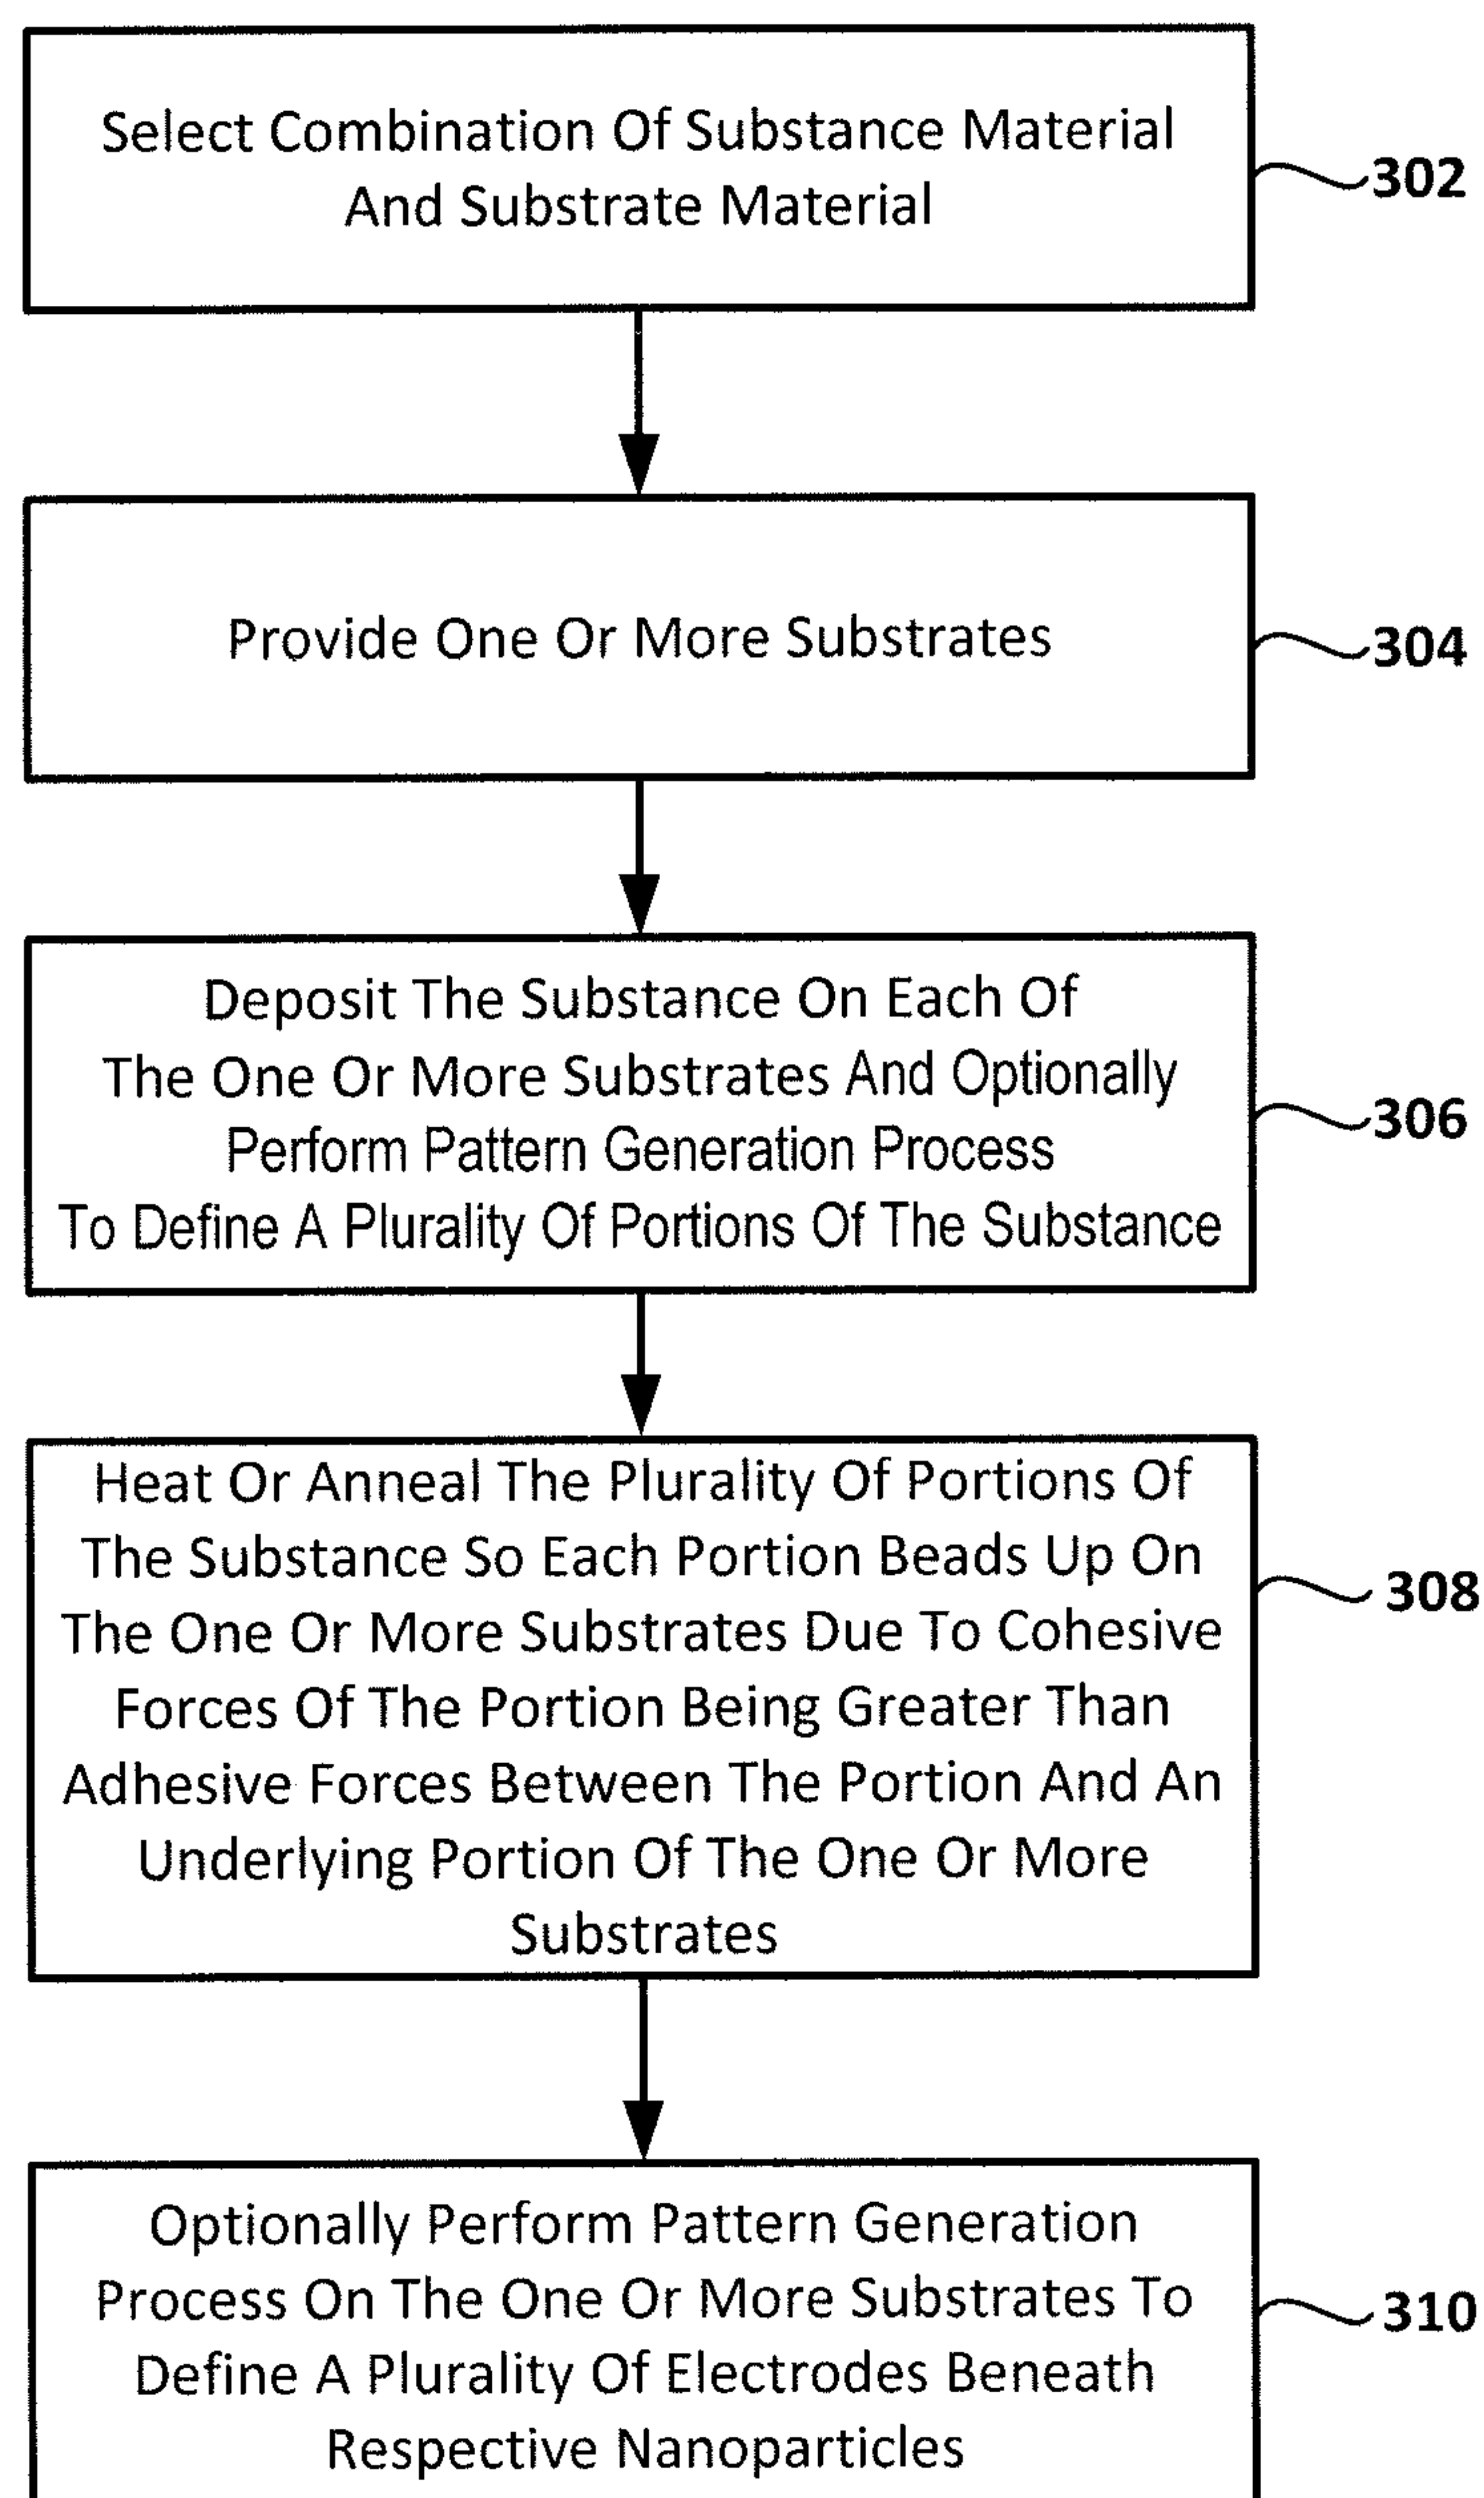 Select Combination Of Substance Material
And Substrate Material
302
Provide One Or More Substrates
304
Deposit The Substance On Each Of
The One Or More Substrates And Optionally
Perform Pattern Generation Process
To Define A Plurality Of Portions Of The Substance
306
Heat Or Anneal The Plurality Of Portions Of
The Substance So Each Portion Beads Up On
The One Or More Substrates Due To Cohesive
Forces Of The Portion Being Greater Than
Adhesive Forces Between The Portion And An
Underlying Portion Of The One Or More
Substrates
308
Optionally Perform Pattern Generation
Process On The One Or More Substrates To
Define A Plurality Of Electrodes Beneath
Respective Nanoparticles
310